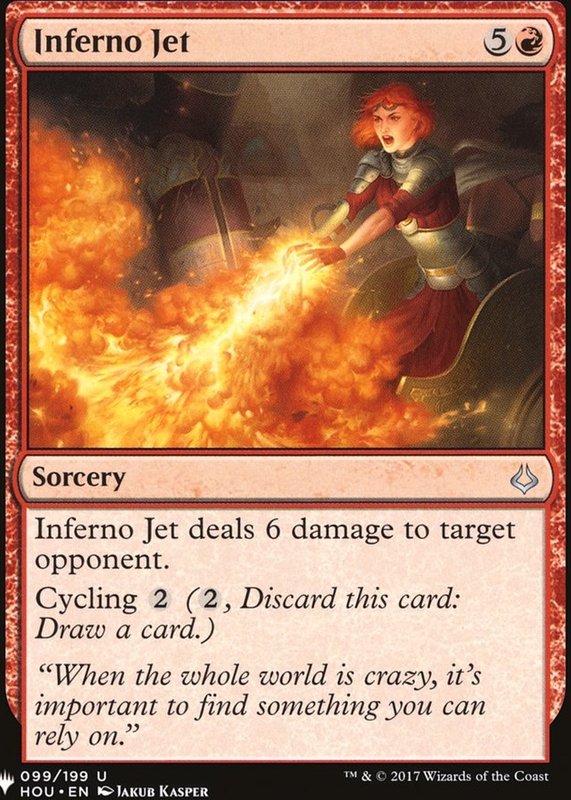 Inferno Jet 5
Sorcery
Inferno Jet deals 6 damage to target
opponent.
Cycling 2 (2, Discard this card:
Draw a card.)
“When the whole world is crazy, it’s
important to find something you can
rely on.”
099/199 U
HOU • EN Jakub Kasper
™ & © 2017 Wizards of the Coast